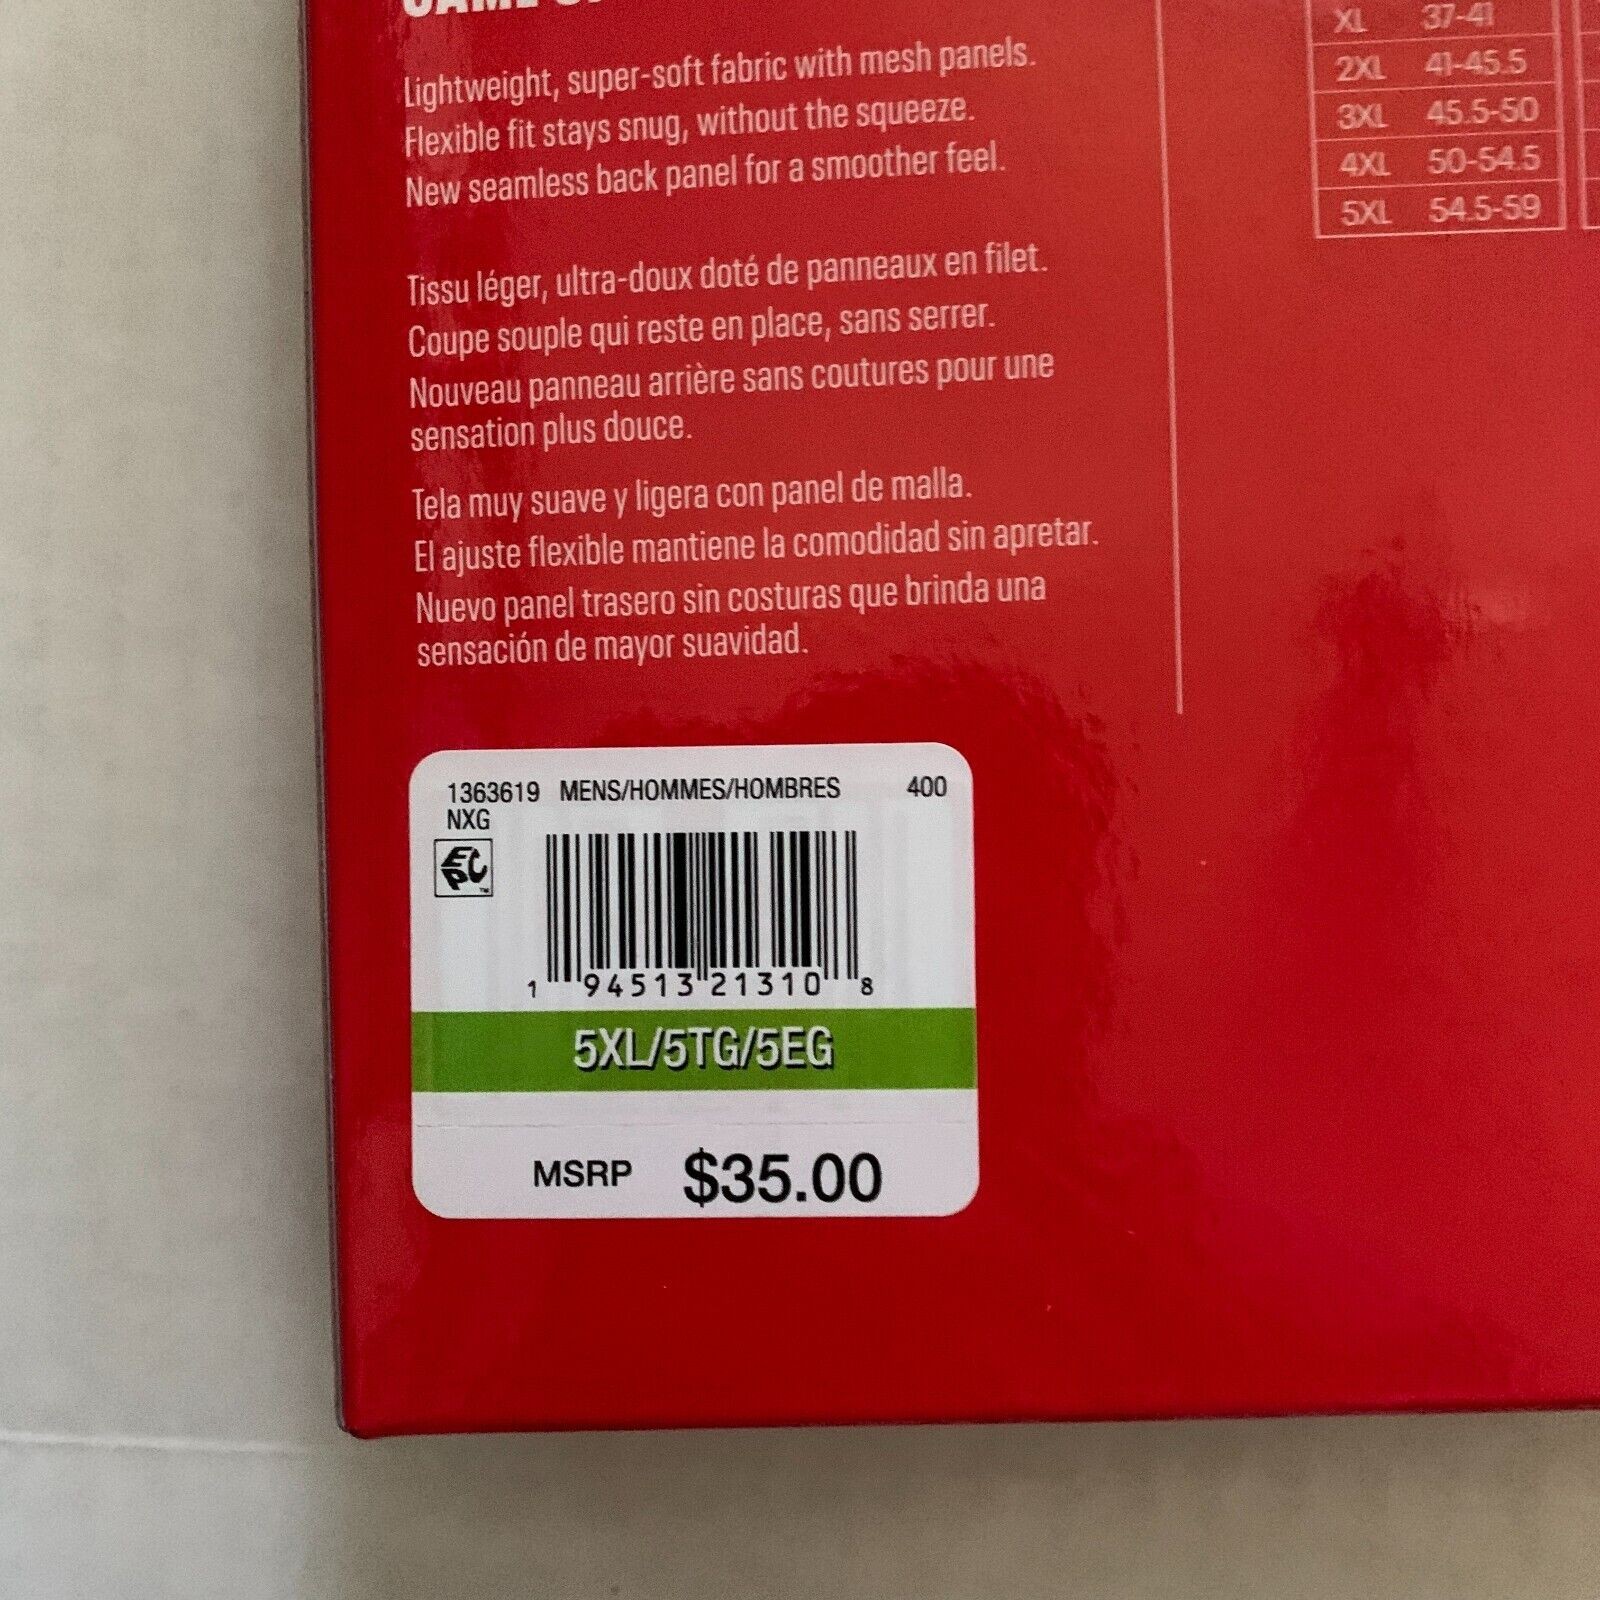 Lightweight, super-soft fabric with mesh panels.
Flexible fit stays snug, without the squeeze.
New seamless back panel for a smoother feel.
Tissu léger, ultra-doux doté de panneaux en filet.
Coupe souple qui reste en place, sans serrer.
Nouveau panneau arrière sans coutures pour une
sensation plus douce.
Tela muy suave y ligera con panel de malla.
El ajuste flexible mantiene la comodidad sin apretar.
Nuevo panel trasero sin costuras que brinda una
sensación de mayor suavidad.
XL 37-41
2XL 41-45.5
3XL 45.5-50
4XL 50-54.5
5XL 54.5-59
1363619 MENS/HOMMES/HOMBRES 400
NXG
EPC
1 94513 21310 8
5XL/5TG/5EG
MSRP $35.00